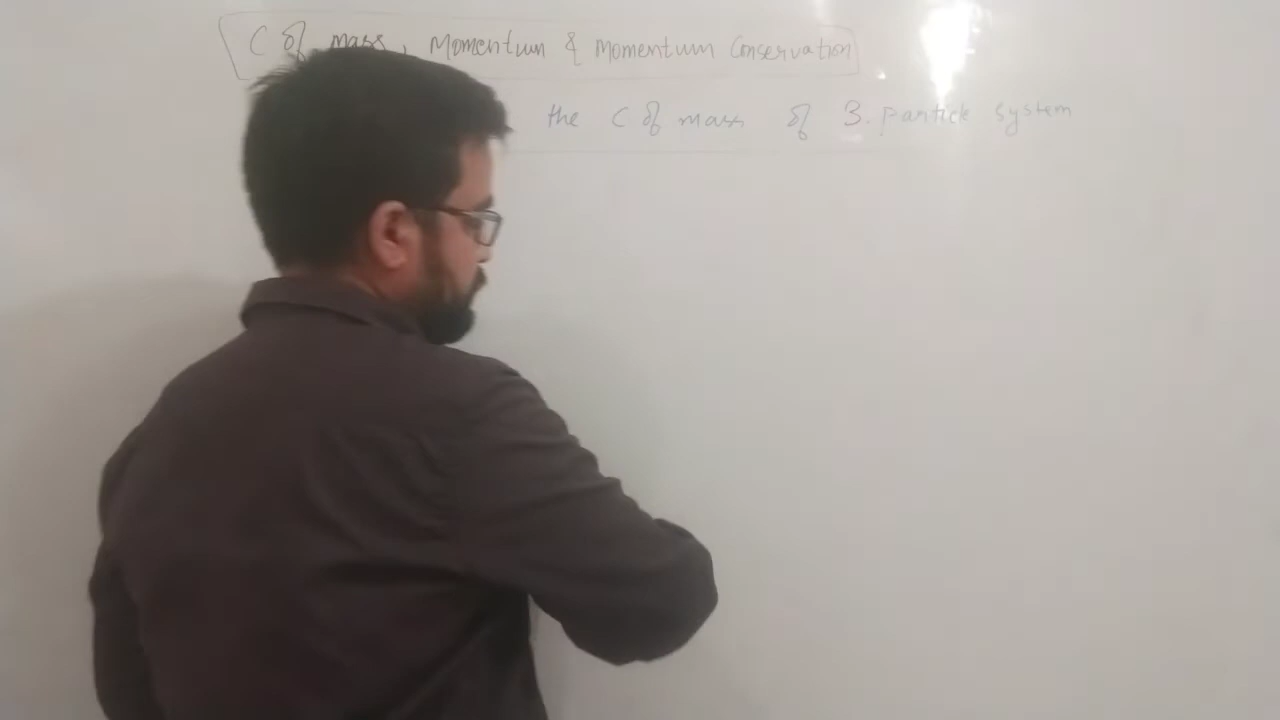 C of mass, Momentum & Momentum Conservation
the C of mass of 3. particle system